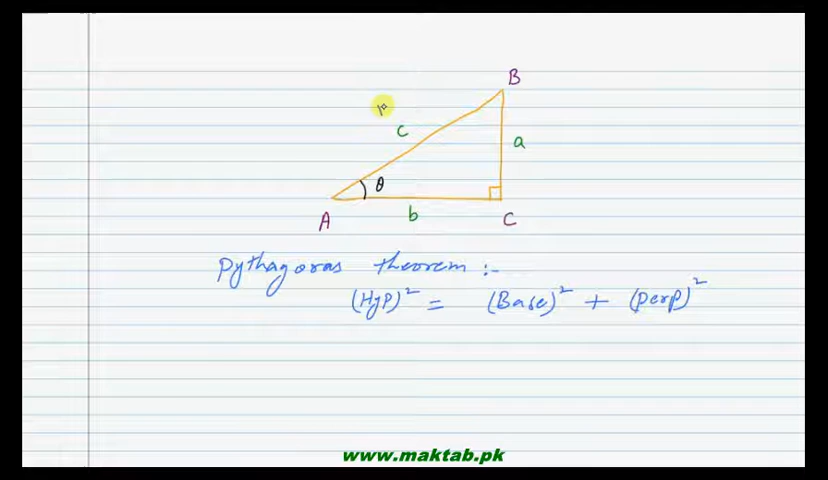 B
c
a
θ
A
b
C
Pythagoras theorem :-
(Hyp)² = (Base)² + (perp)²
www.maktab.pk